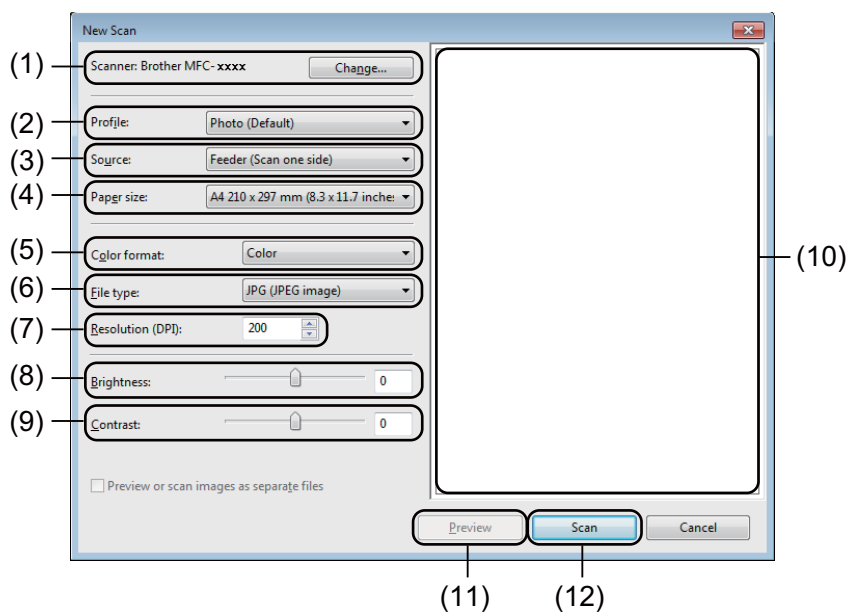 New Scan
(1) Scanner: Brother MFC-xxxx Change...
(2) Profile: Photo (Default)
(3) Source: Feeder (Scan one side)
(4) Paper size: A4 210 x 297 mm (8.3 x 11.7 inche:
(5) Color format: Color
(10)
(6) File type: JPG (JPEG image)
(7) Resolution (DPI): 200
(8) Brightness: 0
(9) Contrast: 0
Preview or scan images as separate files
Preview Scan Cancel
(11) (12)